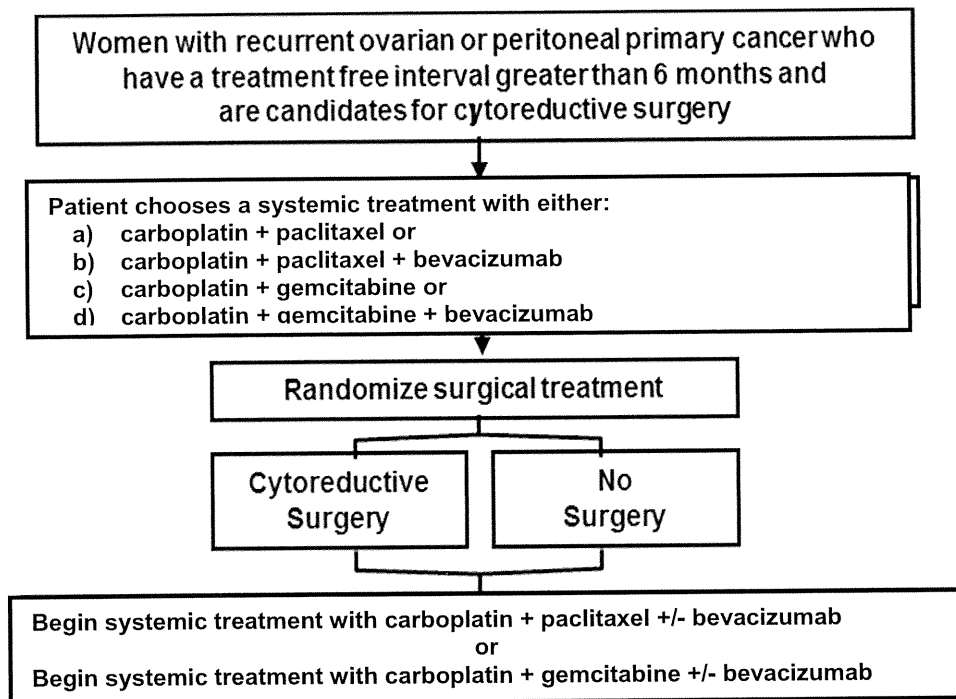 Women with recurrent ovarian or peritoneal primary cancer who
have a treatment free interval greater than 6 months and
are candidates for cytoreductive surgery
Patient chooses a systemic treatment with either:
a) carboplatin + paclitaxel or
b) carboplatin + paclitaxel + bevacizumab
c) carboplatin + gemcitabine or
d) carboplatin + gemcitabine + bevacizumab
Randomize surgical treatment
Cytoreductive
Surgery
No
Surgery
Begin systemic treatment with carboplatin + paclitaxel +/- bevacizumab
or
Begin systemic treatment with carboplatin + gemcitabine +/- bevacizumab